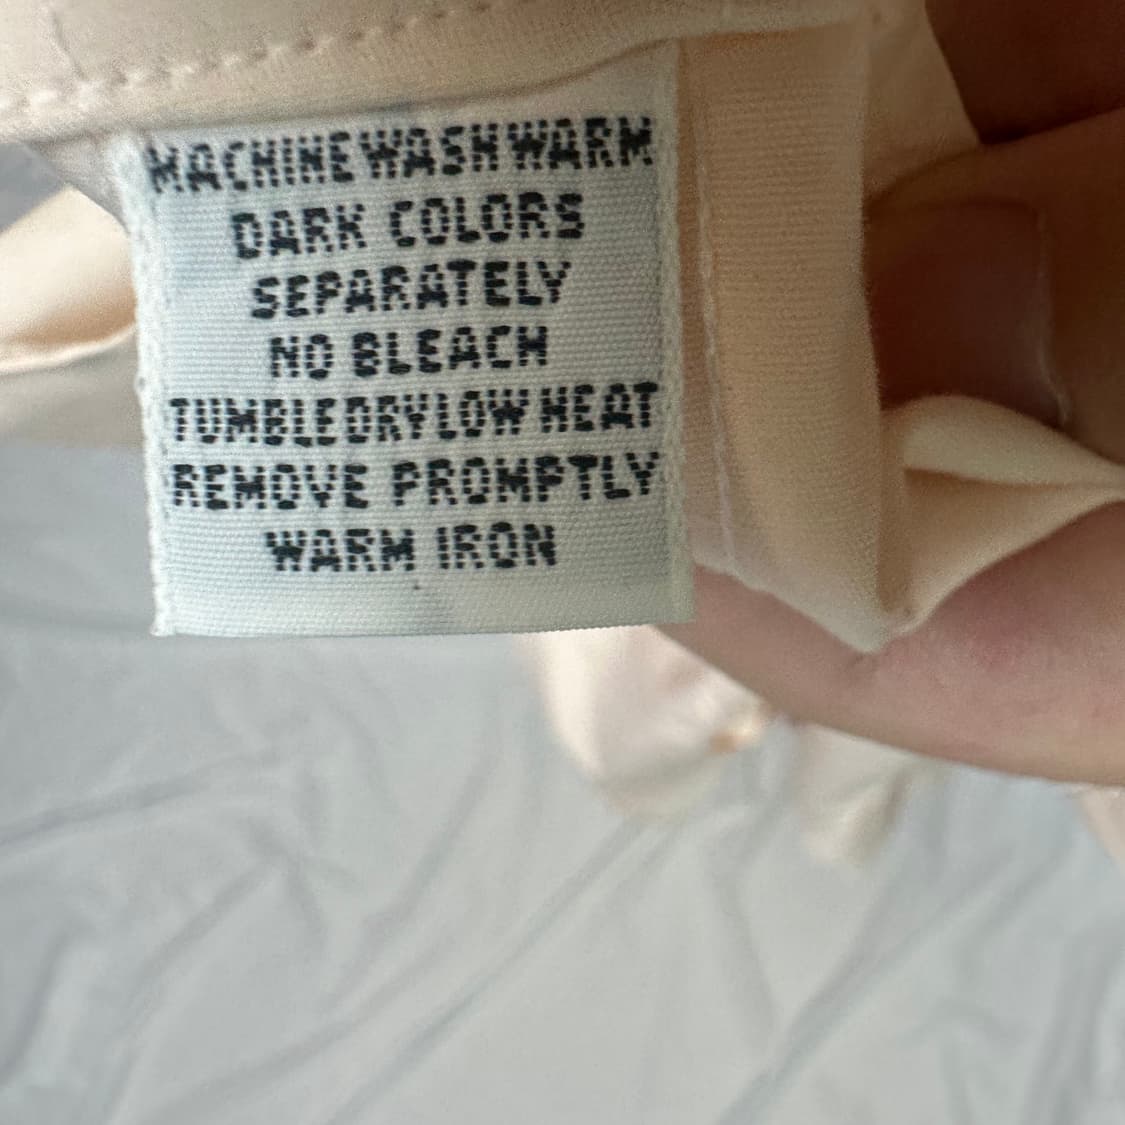 MACHINE WASH WARM
DARK COLORS
SEPARATELY
NO BLEACH
TUMBLE DRY LOW HEAT
REMOVE PROMPTLY
WARM IRON